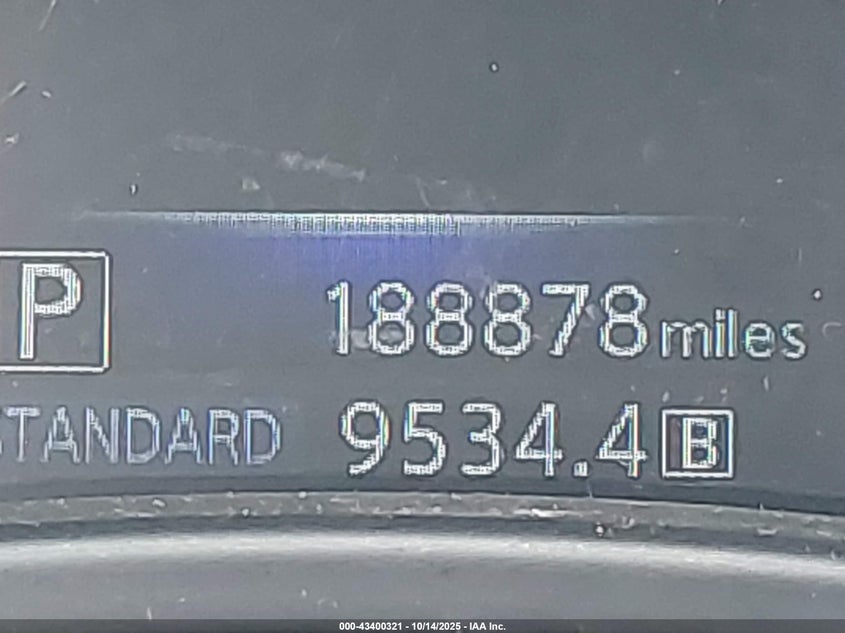 P 188878 miles
STANDARD 9534.4 B
000-43400321 - 10/14/2025 - IAA Inc.